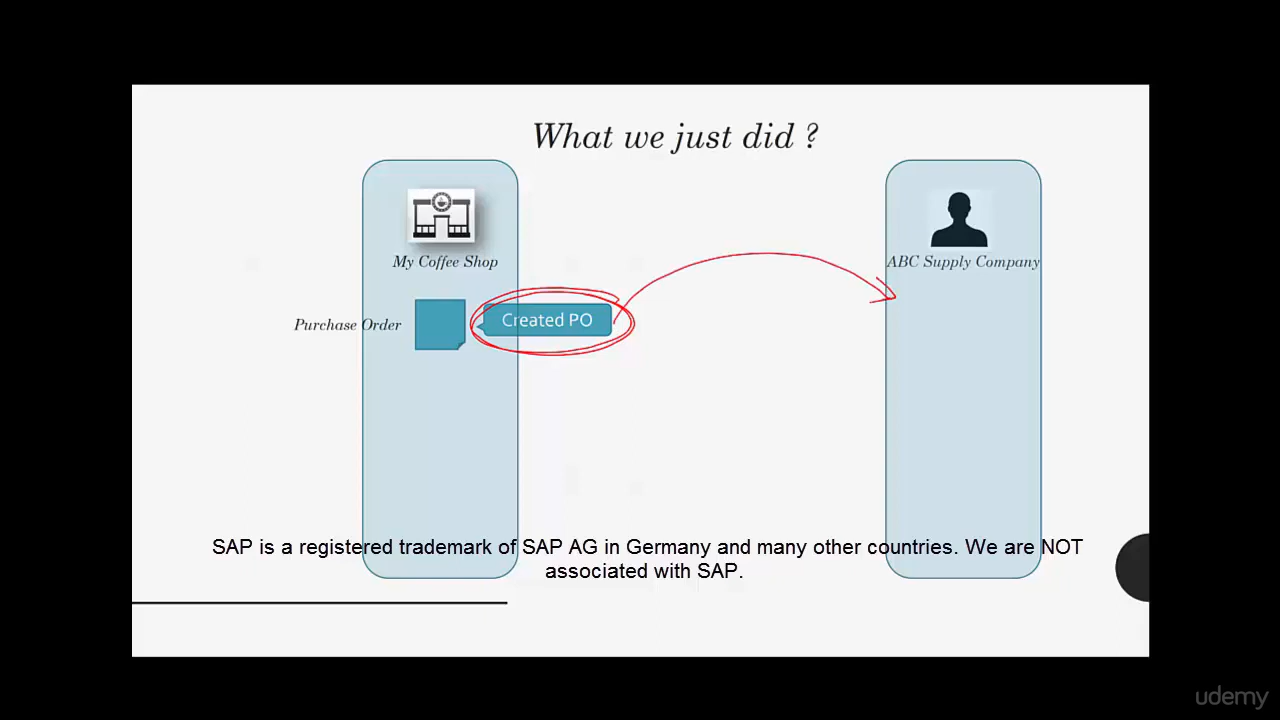 What we just did ?
My Coffee Shop
ABC Supply Company
Purchase Order
Created PO
SAP is a registered trademark of SAP AG in Germany and many other countries. We are NOT
associated with SAP.
udemy